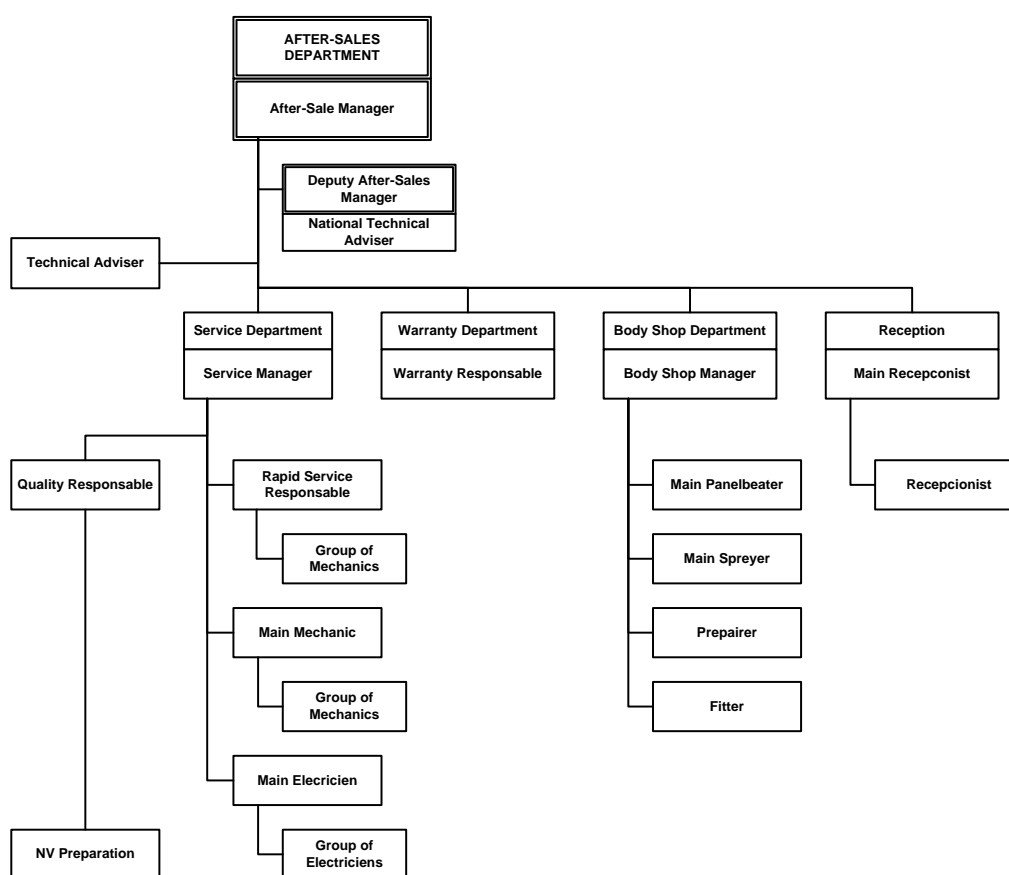 AFTER-SALES
DEPARTMENT
After-Sale Manager
Deputy After-Sales
Manager
National Technical
Adviser
Technical Adviser
Service Department
Service Manager
Warranty Department
Warranty Responsable
Body Shop Department
Body Shop Manager
Reception
Main Recepconist
Quality Responsable
Rapid Service
Responsable
Main Panelbeater
Recepcionist
Group of
Mechanics
Main Spreyer
Main Mechanic
Prepairer
Group of
Mechanics
Fitter
Main Elecricien
NV Preparation
Group of
Electriciens